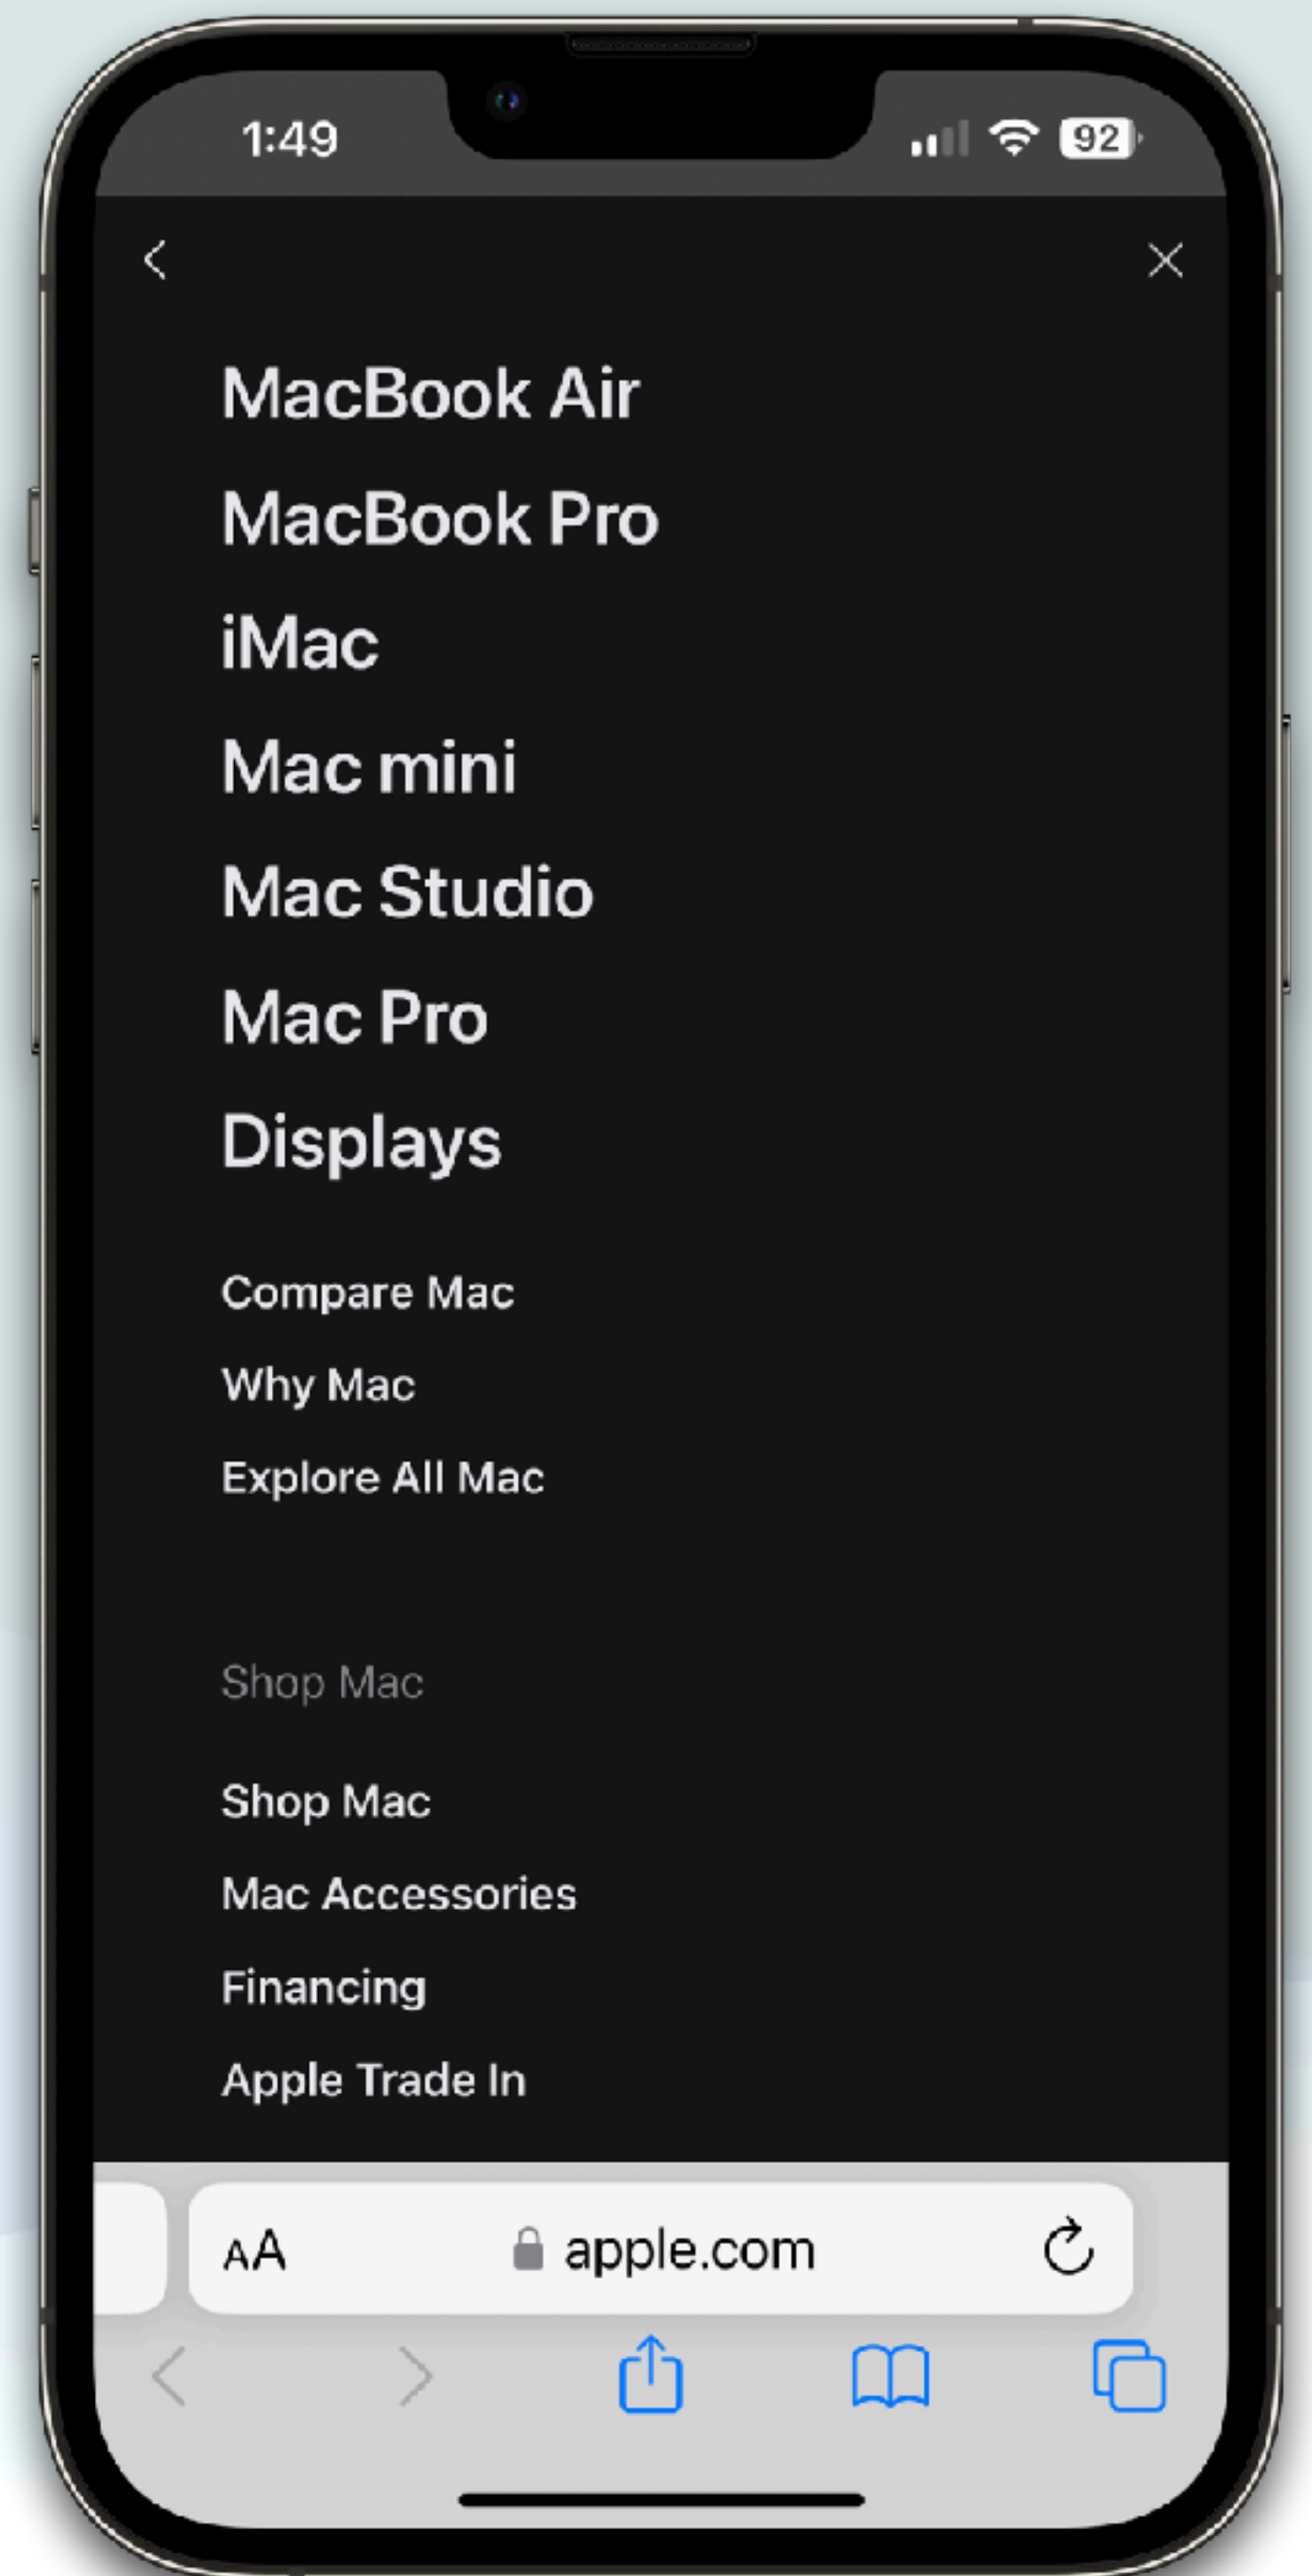 1:49
92
MacBook Air
MacBook Pro
iMac
Mac mini
Mac Studio
Mac Pro
Displays
Compare Mac
Why Mac
Explore All Mac
Shop Mac
Shop Mac
Mac Accessories
Financing
Apple Trade In
AA apple.com